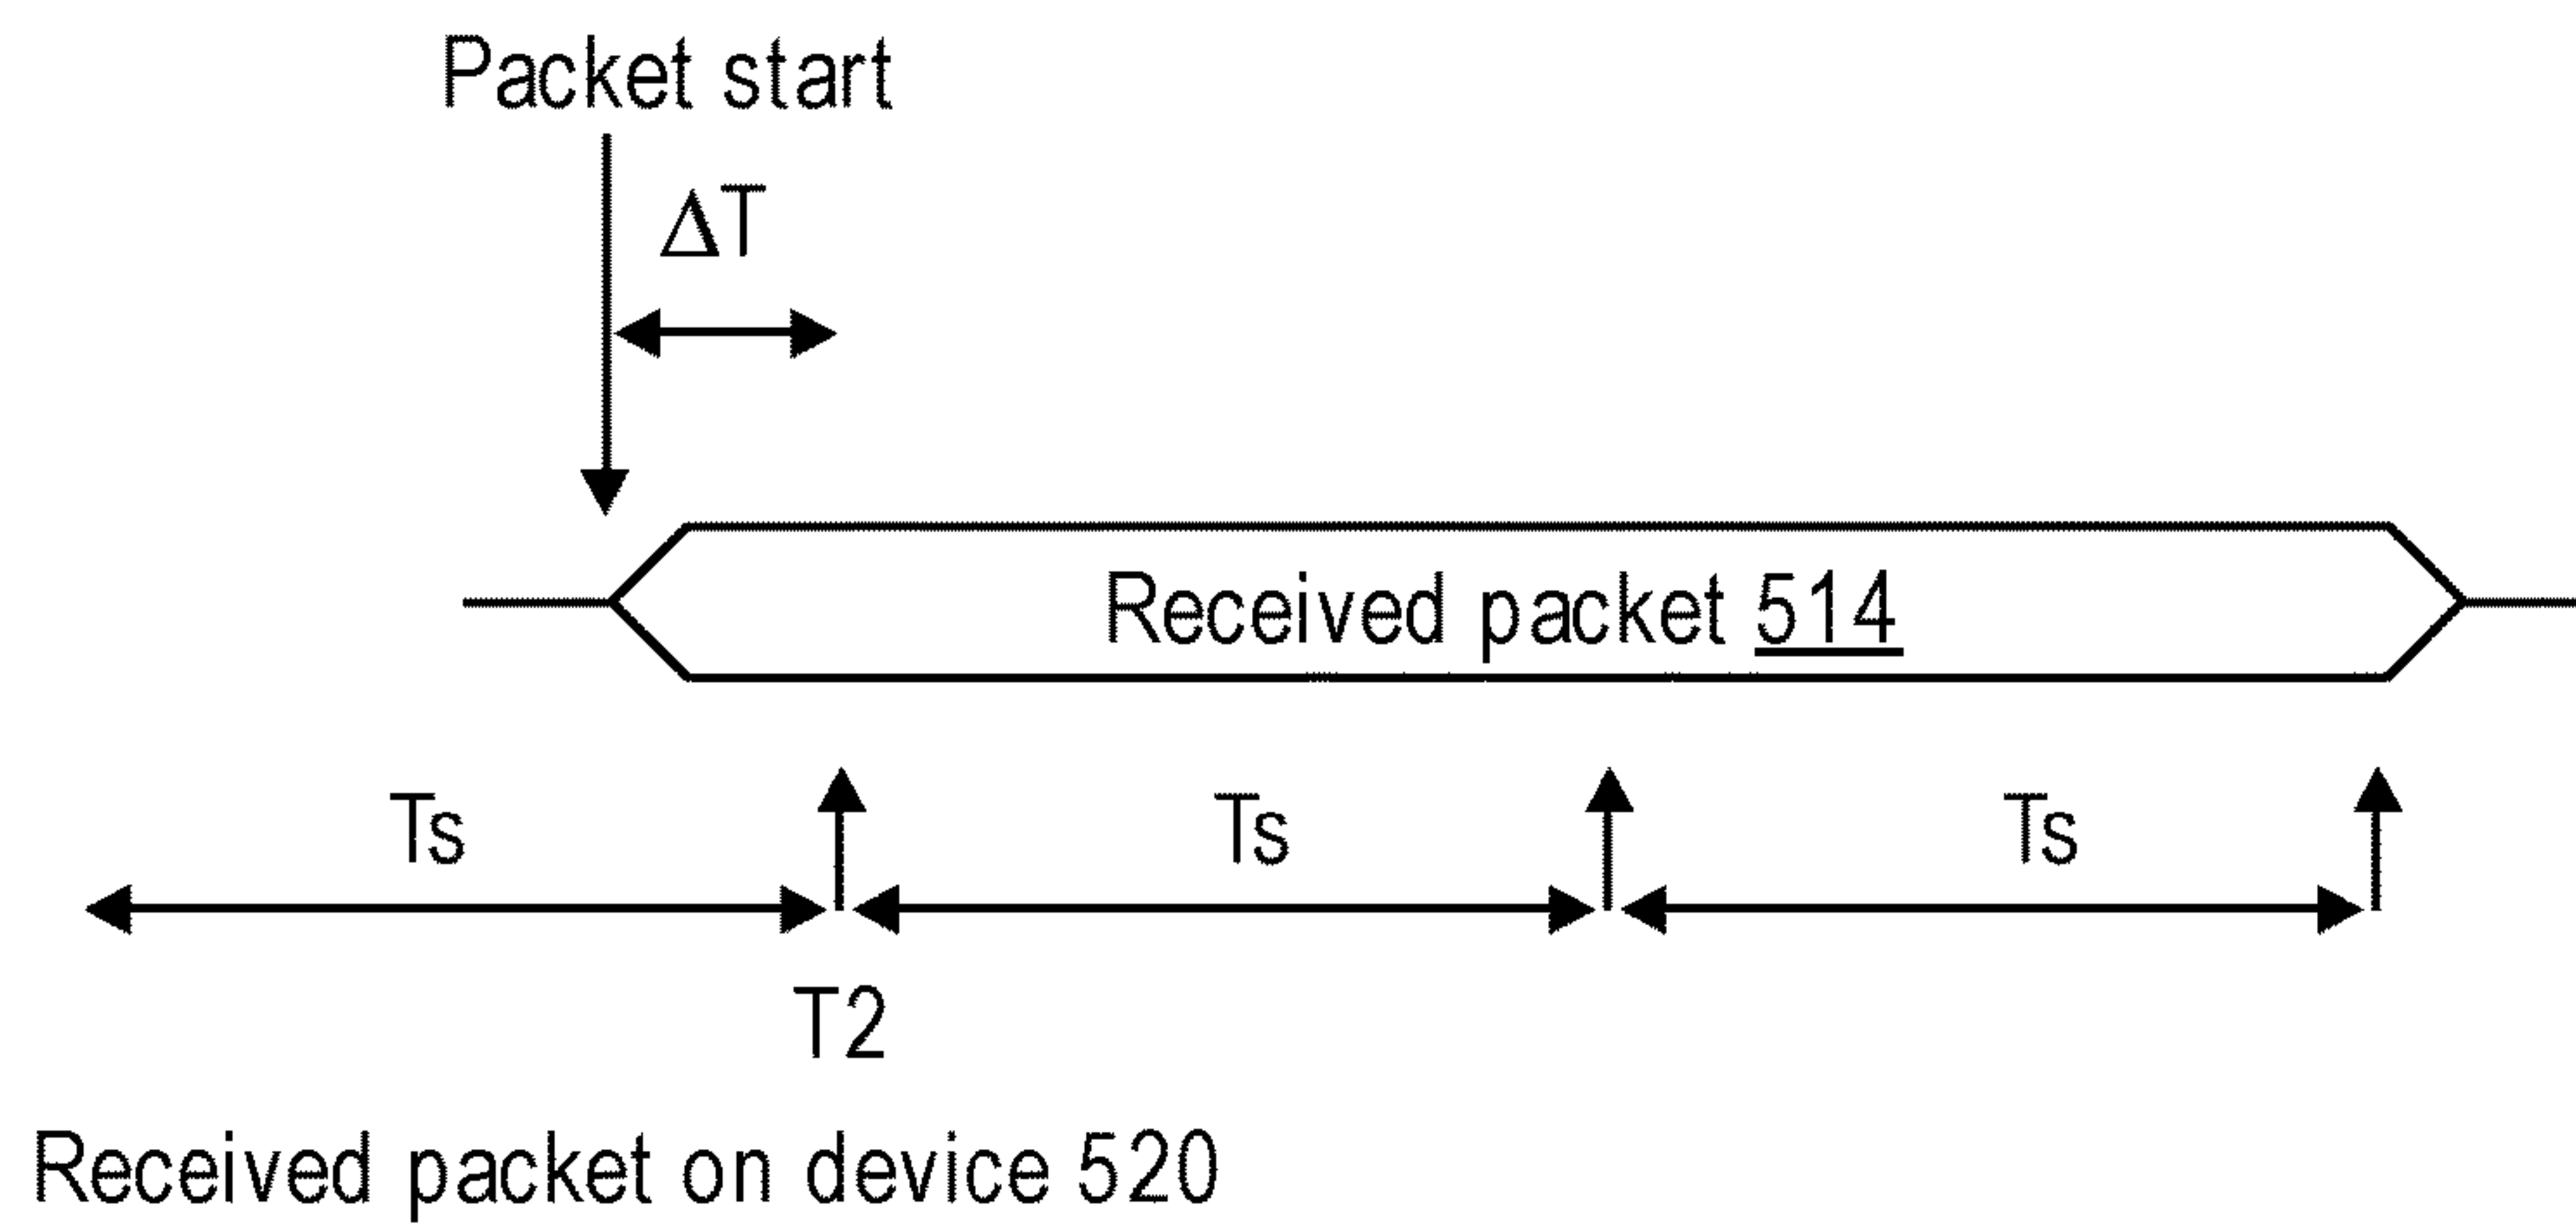 Packet start
ΔT
Received packet 514
Ts Ts Ts
T2
Received packet on device 520